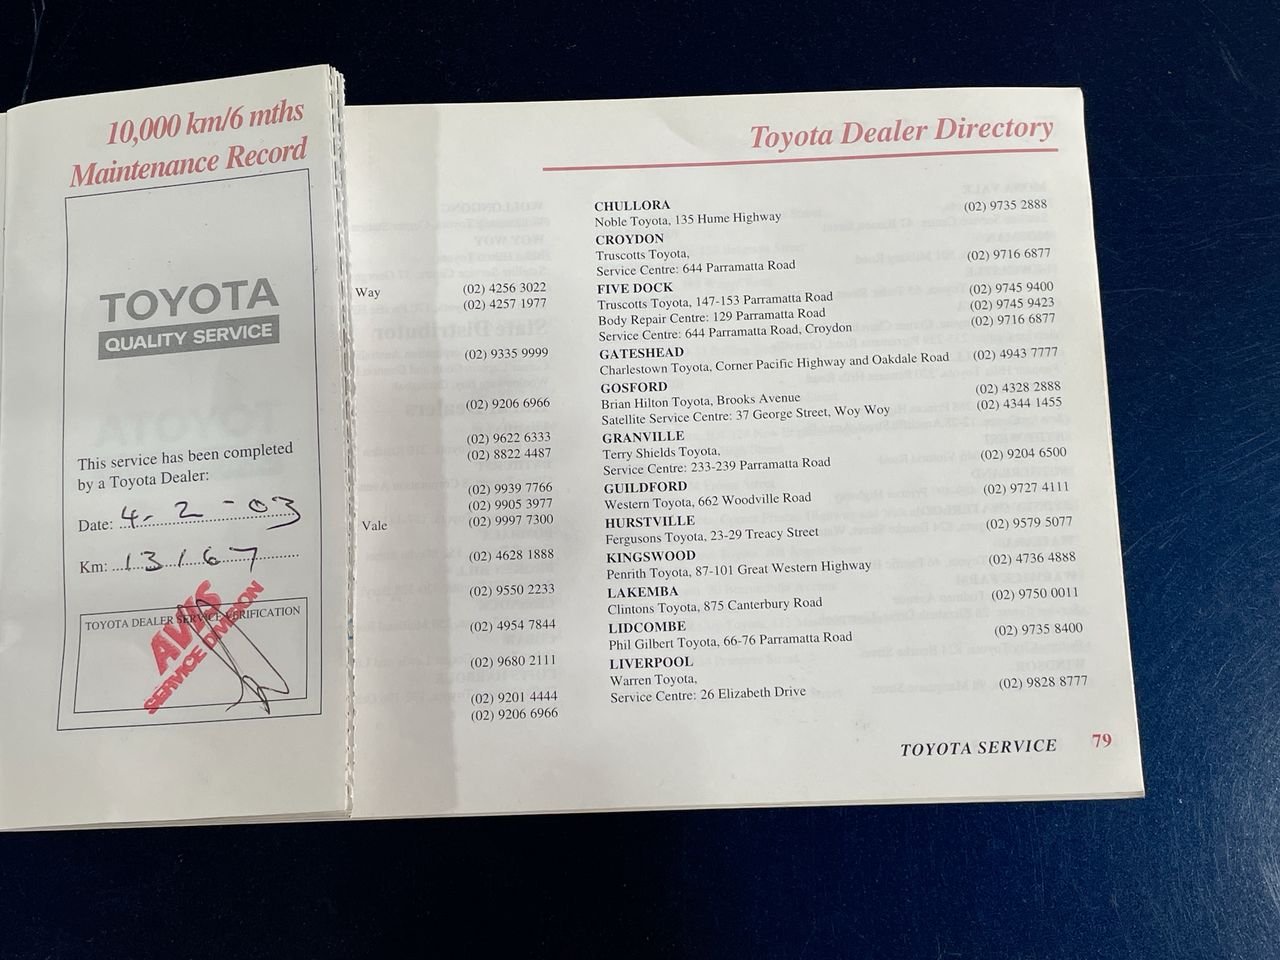 10,000 km/6 mths
Maintenance Record
TOYOTA
QUALITY SERVICE
This service has been completed
by a Toyota Dealer:
Date: 4-2-03
Km: 13167
TOYOTA DEALER SERVICE VERIFICATION
AVIS
SERVICE DIVISION
Way (02) 4256 3022
(02) 4257 1977
(02) 9335 9999
(02) 9206 6966
(02) 9622 6333
(02) 8822 4487
(02) 9939 7766
(02) 9905 3977
Vale (02) 9997 7300
(02) 4628 1888
(02) 9550 2233
(02) 4954 7844
(02) 9680 2111
(02) 9201 4444
(02) 9206 6966
Toyota Dealer Directory
CHULLORA
Noble Toyota, 135 Hume Highway (02) 9735 2888
CROYDON
Truscotts Toyota,
Service Centre: 644 Parramatta Road (02) 9716 6877
FIVE DOCK
Truscotts Toyota, 147-153 Parramatta Road (02) 9745 9400
Body Repair Centre: 129 Parramatta Road (02) 9745 9423
Service Centre: 644 Parramatta Road, Croydon (02) 9716 6877
GATESHEAD
Charlestown Toyota, Corner Pacific Highway and Oakdale Road (02) 4943 7777
GOSFORD
Brian Hilton Toyota, Brooks Avenue (02) 4328 2888
Satellite Service Centre: 37 George Street, Woy Woy (02) 4344 1455
GRANVILLE
Terry Shields Toyota,
Service Centre: 233-239 Parramatta Road (02) 9204 6500
GUILDFORD
Western Toyota, 662 Woodville Road (02) 9727 4111
HURSTVILLE
Fergusons Toyota, 23-29 Treacy Street (02) 9579 5077
KINGSWOOD
Penrith Toyota, 87-101 Great Western Highway (02) 4736 4888
LAKEMBA
Clintons Toyota, 875 Canterbury Road (02) 9750 0011
LIDCOMBE
Phil Gilbert Toyota, 66-76 Parramatta Road (02) 9735 8400
LIVERPOOL
Warren Toyota,
Service Centre: 26 Elizabeth Drive (02) 9828 8777
TOYOTA SERVICE 79